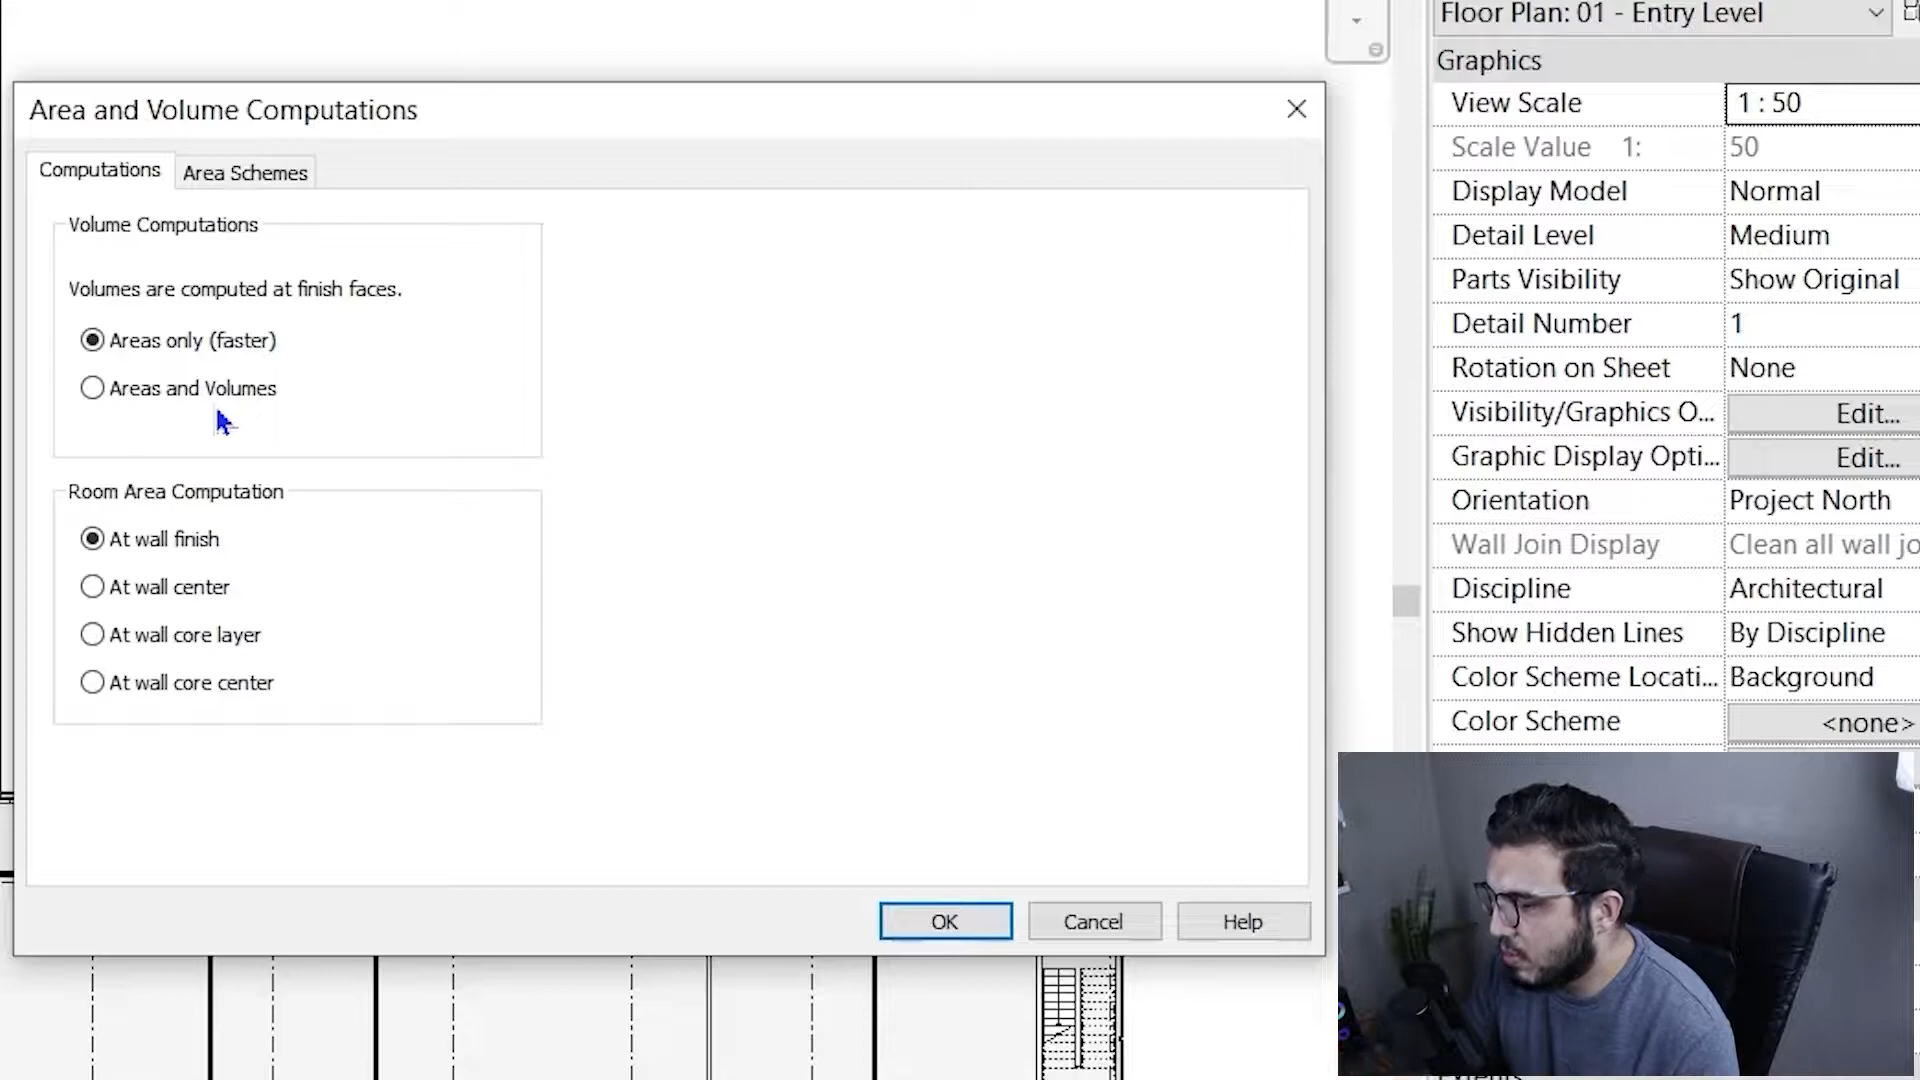 Floor Plan: 01 - Entry Level
Graphics
View Scale 1 : 50
Scale Value 1: 50
Display Model Normal
Detail Level Medium
Parts Visibility Show Original
Detail Number 1
Rotation on Sheet None
Visibility/Graphics O... Edit...
Graphic Display Opti... Edit...
Orientation Project North
Wall Join Display Clean all wall jo
Discipline Architectural
Show Hidden Lines By Discipline
Color Scheme Locati... Background
Color Scheme <none>
Area and Volume Computations
Computations
Area Schemes
Volume Computations
Volumes are computed at finish faces.
Areas only (faster)
Areas and Volumes
Room Area Computation
At wall finish
At wall center
At wall core layer
At wall core center
OK
Cancel
Help